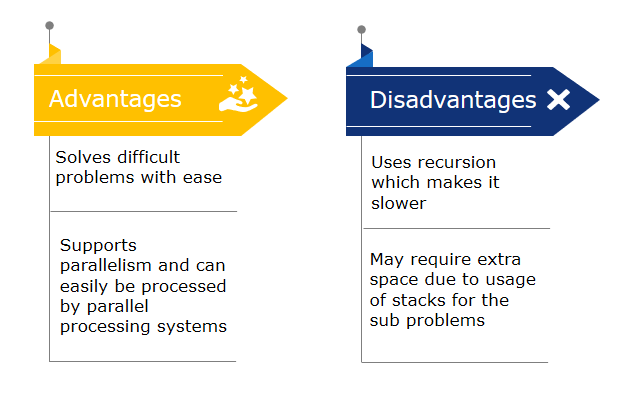 Advantages
Solves difficult
problems with ease
Supports
parallelism and can
easily be processed
by parallel
processing systems
Disadvantages
Uses recursion
which makes it
slower
May require extra
space due to usage
of stacks for the
sub problems